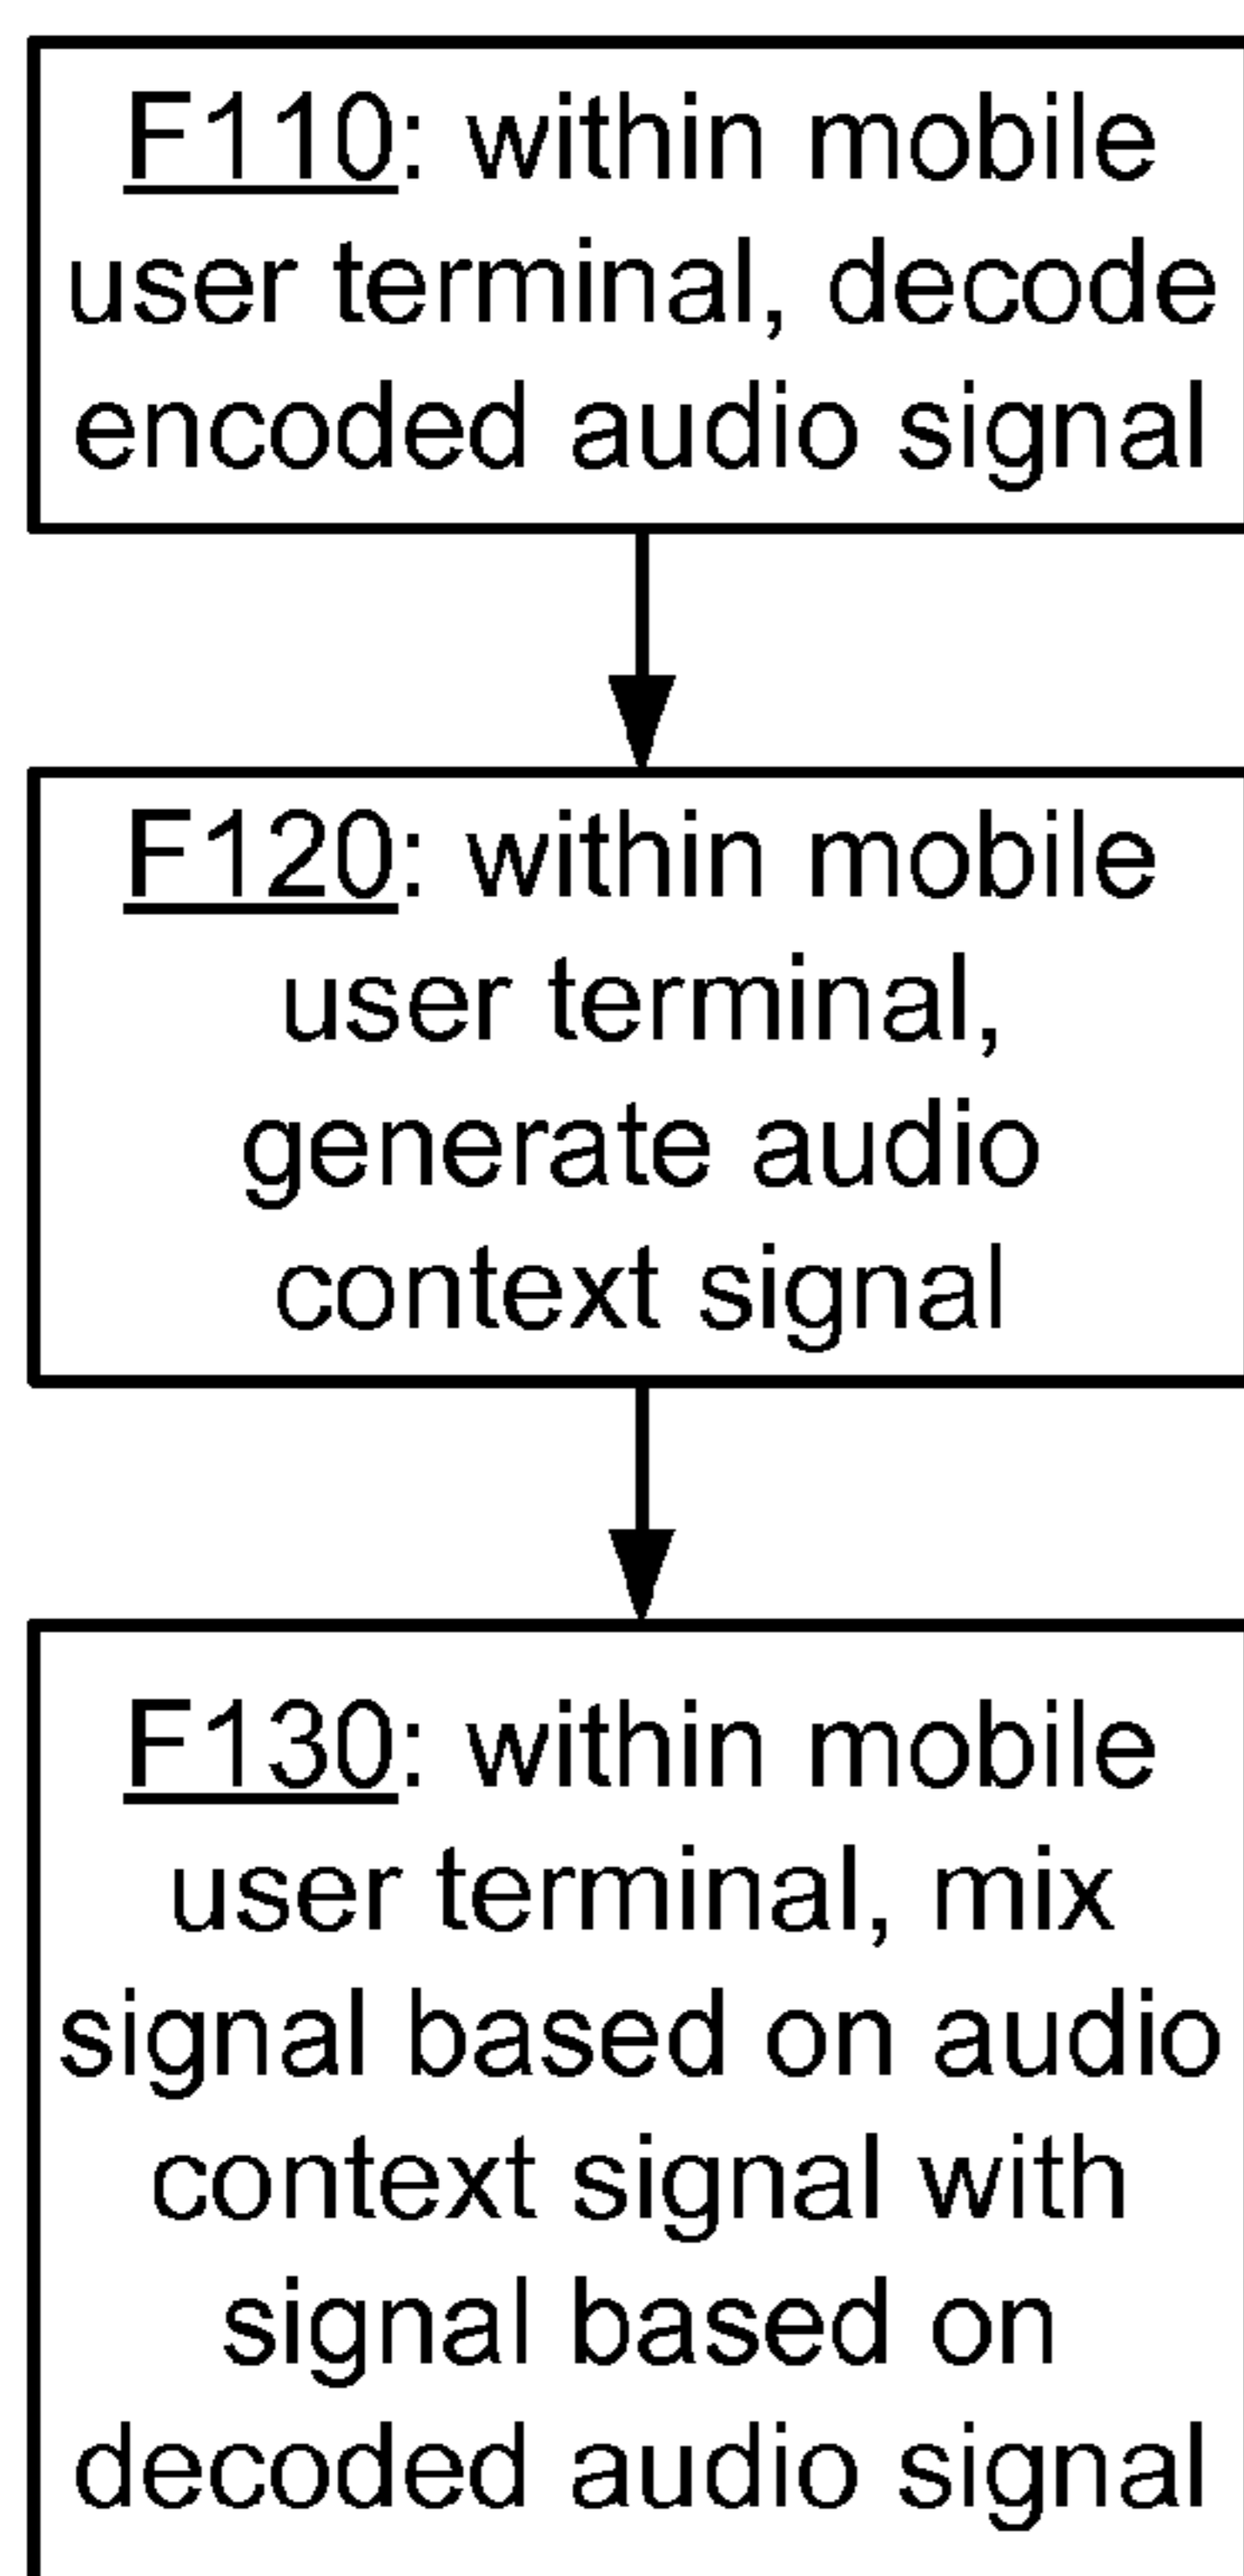 F110: within mobile
user terminal, decode
encoded audio signal
F120: within mobile
user terminal,
generate audio
context signal
F130: within mobile
user terminal, mix
signal based on audio
context signal with
signal based on
decoded audio signal